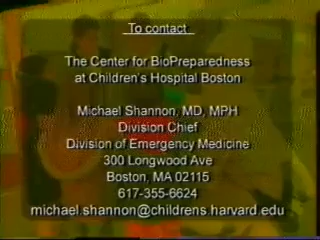 To contact
The Center for BioPreparedness
at Children's Hospital Boston
Michael Shannon, MD, MPH
Division Chief
Division of Emergency Medicine
300 Longwood Ave
Boston, MA 02115
617-355-6624
michael.shannon@childrens.harvard.edu